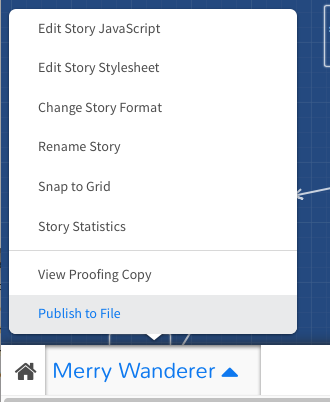 Edit Story JavaScript
Edit Story Stylesheet
Change Story Format
Rename Story
Snap to Grid
Story Statistics
View Proofing Copy
Publish to File
Merry Wanderer